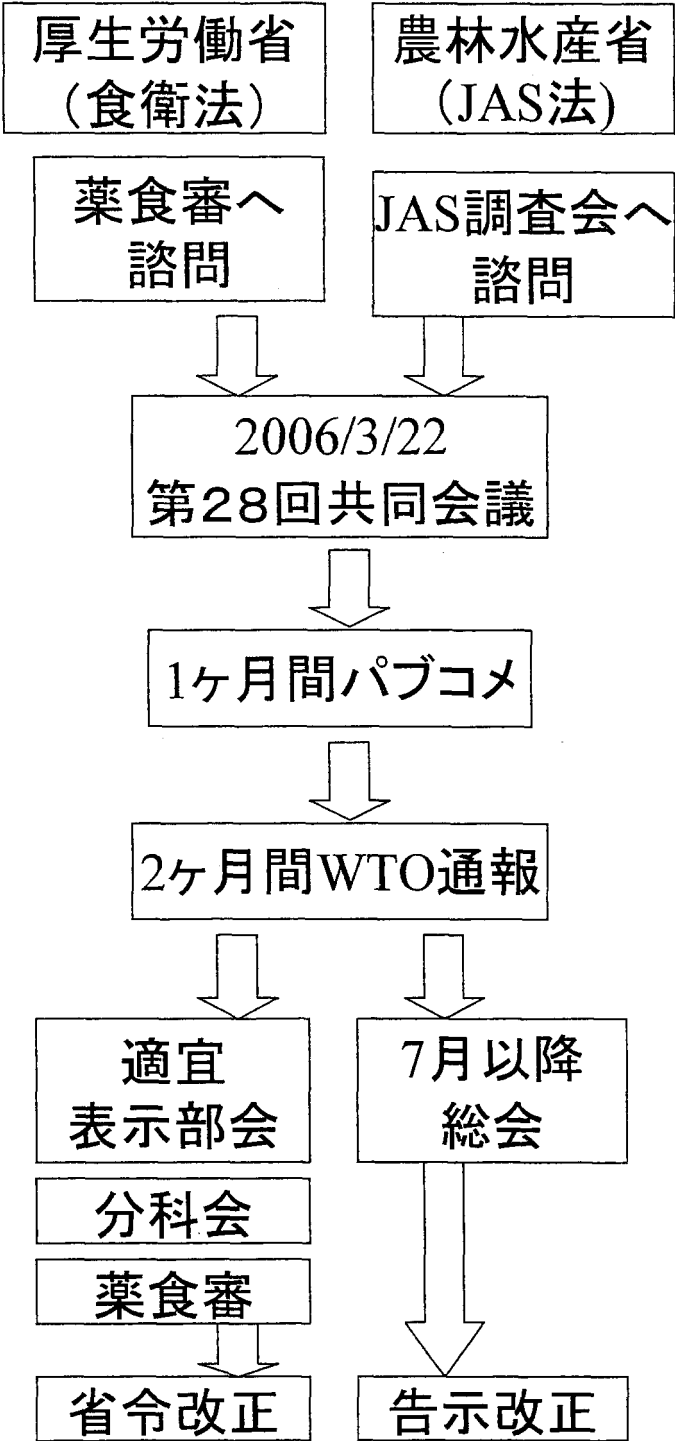 厚生労働省
（食衛法）
農林水産省
（JAS法）
薬食審へ
諮問
JAS調査会へ
諮問
2006/3/22
第28回共同会議
1ヶ月間パブコメ
2ヶ月間WTO通報
適宜
表示部会
7月以降
総会
分科会
薬食審
省令改正
告示改正